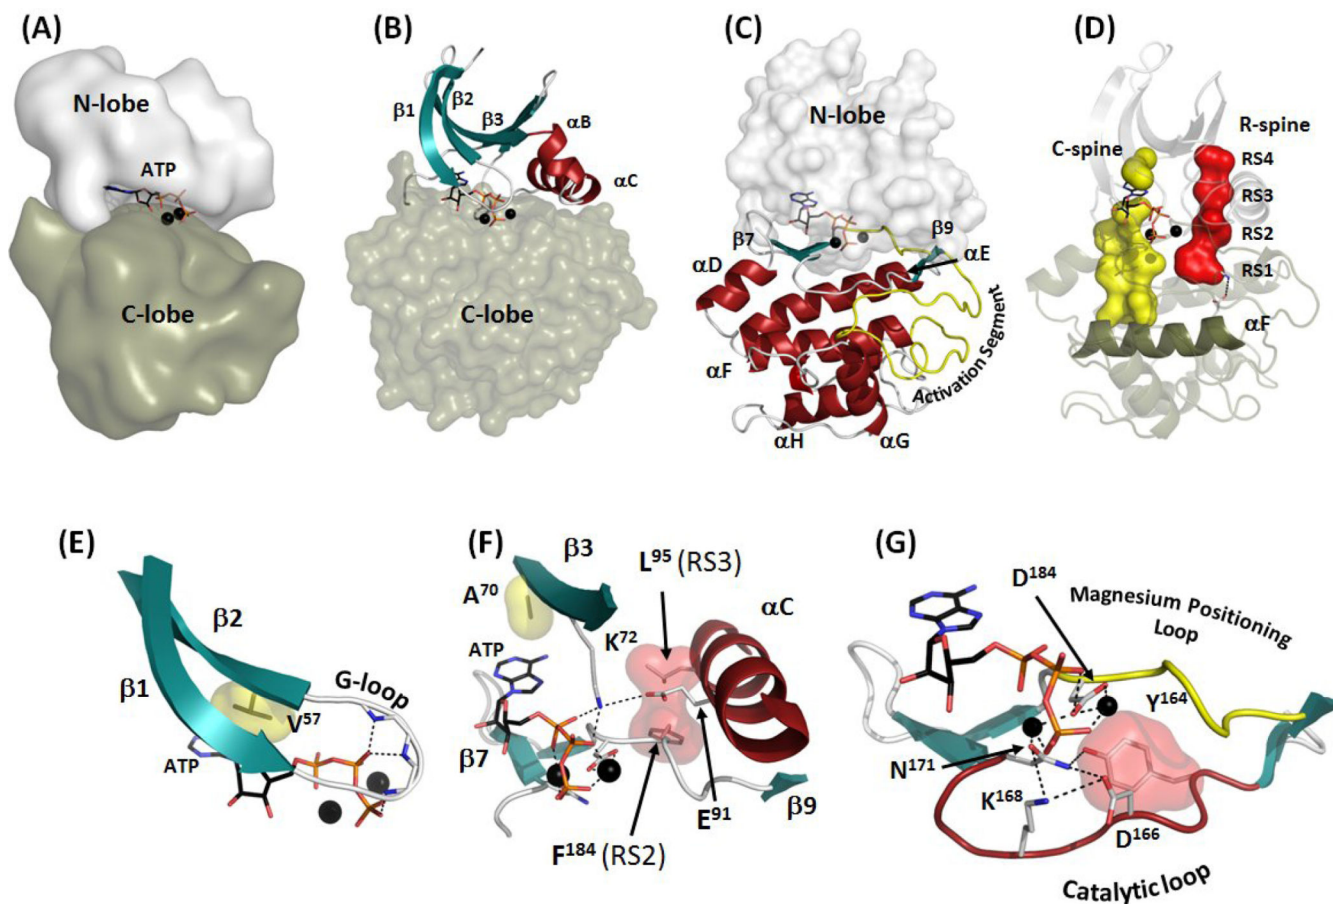 (A)
N-lobe
ATP
C-lobe
(B)
β1
β2
β3
αB
αC
C-lobe
(C)
N-lobe
β7
β9
αD
αE
αF
Activation Segment
αH
αG
(D)
R-spine
C-spine
RS4
RS3
RS2
RS1
αF
(E)
β2
β1
G-loop
V57
ATP
(F)
β3
L95 (RS3)
A70
αC
K72
ATP
β7
E91
β9
F184 (RS2)
(G)
D184
Magnesium Positioning
Loop
Y164
N171
K168
D166
Catalytic loop